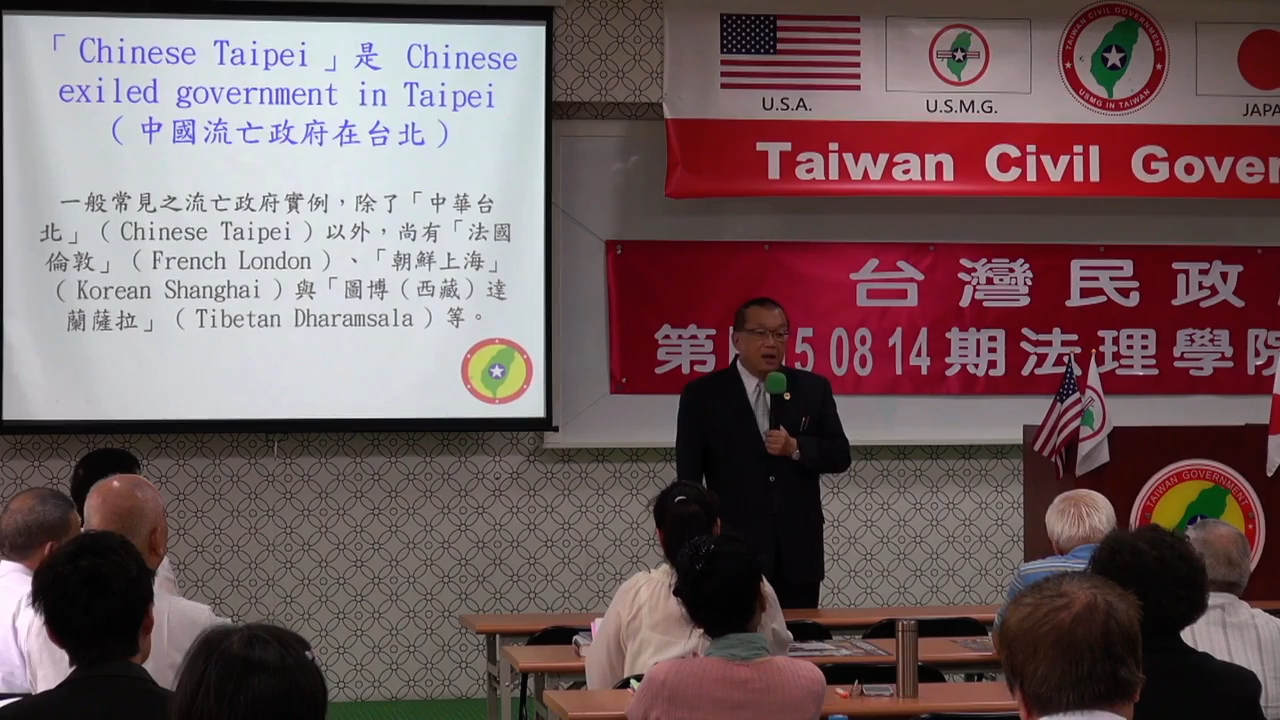 「Chinese Taipei」是 Chinese
exiled government in Taipei
(中國流亡政府在台北)
一般常見之流亡政府實例，除了「中華台
北」(Chinese Taipei)以外，尚有「法國
倫敦」(French London)、「朝鮮上海」
(Korean Shanghai)與「圖博(西藏)達
蘭薩拉」(Tibetan Dharamsala)等。
U.S.A.
U.S.M.G.
TAIWAN CIVIL GOVERNMENT
USMG IN TAIWAN
JAPA
Taiwan Civil Gover
台灣民政
第 5 08 14 期法理學院
TAIWAN GOVERNMENT